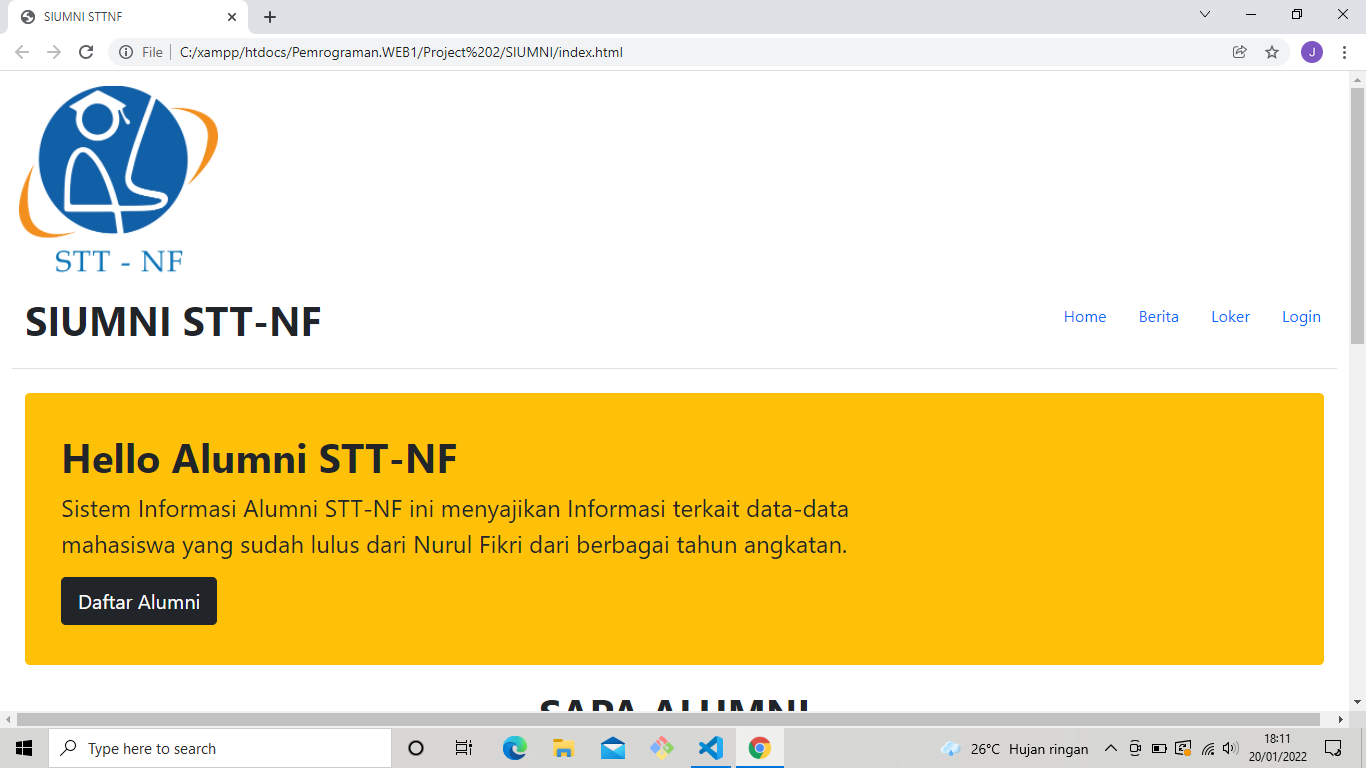 SIUMNI STTNF
File
C:/xampp/htdocs/Pemrograman.WEB1/Project%202/SIUMNI/index.html
J
STT - NF
SIUMNI STT-NF
Home Berita Loker Login
Hello Alumni STT-NF
Sistem Informasi Alumni STT-NF ini menyajikan Informasi terkait data-data
mahasiswa yang sudah lulus dari Nurul Fikri dari berbagai tahun angkatan.
Daftar Alumni
SAPA ALUMNI
Type here to search
26°C Hujan ringan
18:11
20/01/2022